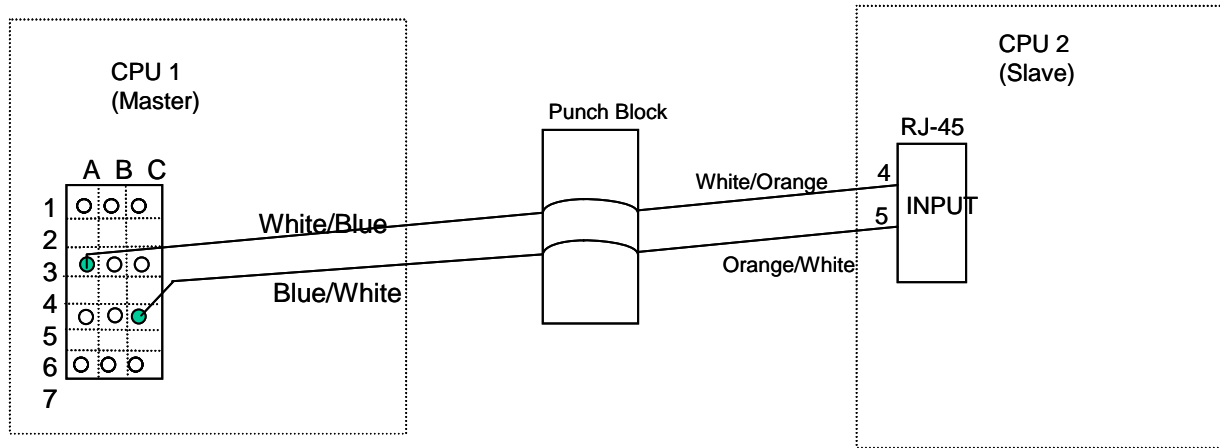 CPU 1
(Master)
A B C
1
2
3
4
5
6
7
White/Blue
Blue/White
Punch Block
White/Orange
Orange/White
CPU 2
(Slave)
RJ-45
4
5
INPUT